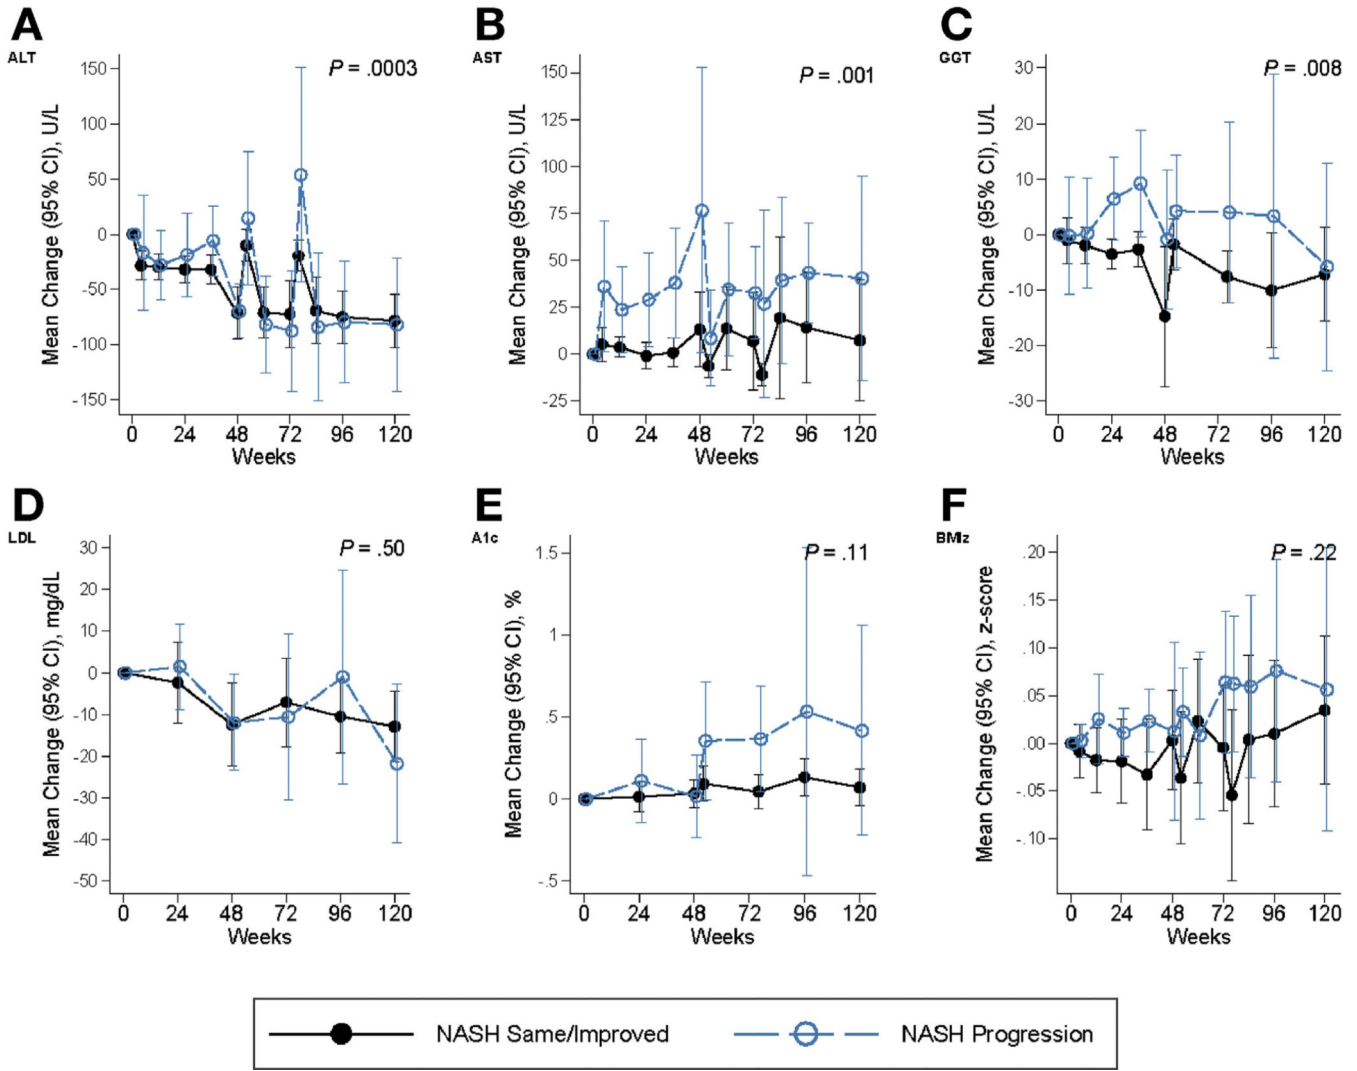 A
ALT
P = .0003
Mean Change (95% CI), U/L
150
100
50
0
-50
-100
-150
0 24 48 72 96 120
Weeks
B
AST
P = .001
Mean Change (95% CI), U/L
150
125
100
75
50
25
0
-25
0 24 48 72 96 120
Weeks
C
GGT
P = .008
Mean Change (95% CI), U/L
30
20
10
0
-10
-20
-30
0 24 48 72 96 120
Weeks
D
LDL
P = .50
Mean Change (95% CI), mg/dL
30
20
10
0
-10
-20
-30
-40
-50
0 24 48 72 96 120
Weeks
E
A1c
P = .11
Mean Change (95% CI), %
1.5
1
.5
0
-.5
0 24 48 72 96 120
Weeks
F
BMIz
P = .22
Mean Change (95% CI), z-score
.20
.15
.10
.05
.00
-.05
-.10
0 24 48 72 96 120
Weeks
NASH Same/Improved
NASH Progression